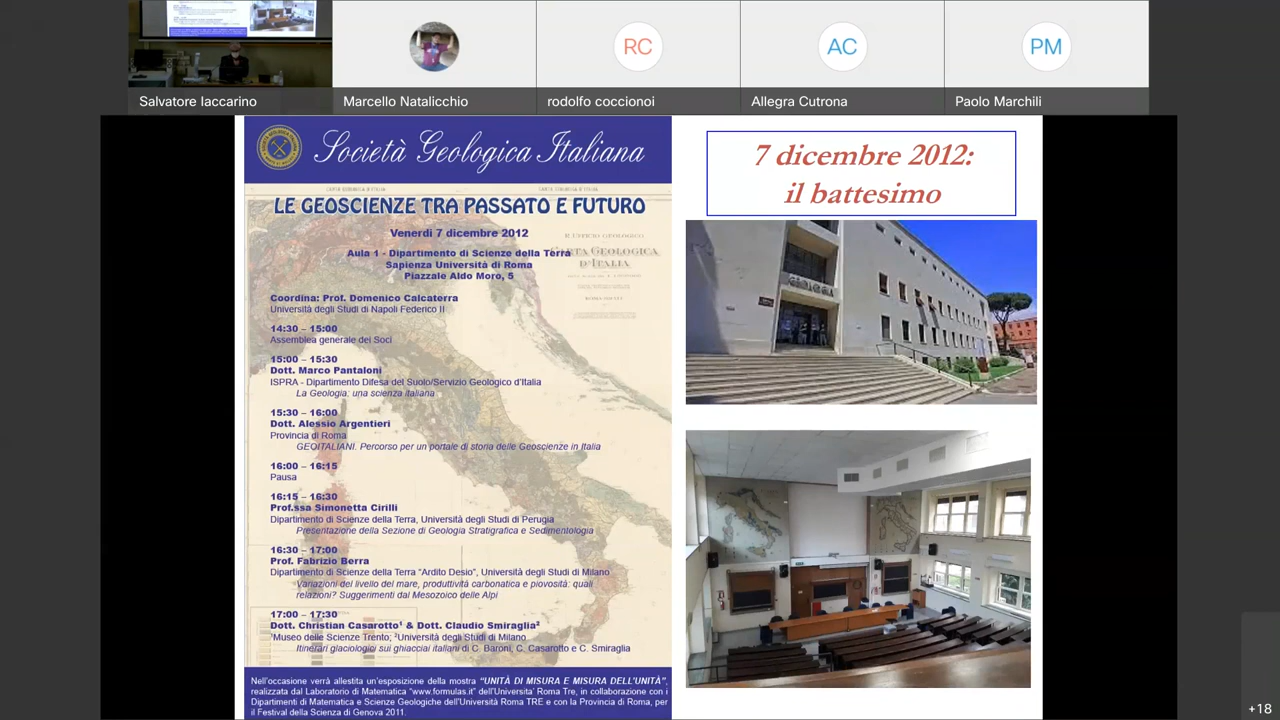 Salvatore Iaccarino
Marcello Natalicchio
RC
rodolfo coccionoi
AC
Allegra Cutrona
PM
Paolo Marchili
Società Geologica Italiana
LE GEOSCIENZE TRA PASSATO E FUTURO
Venerdì 7 dicembre 2012
Aula 1 - Dipartimento di Scienze della Terra
Sapienza Università di Roma
Piazzale Aldo Moro, 5
R. UFFICIO GEOLOGICO
CARTA GEOLOGICA
D'ITALIA
Coordina: Prof. Domenico Calcaterra
Università degli Studi di Napoli Federico II
14:30 – 15:00
Assemblea generale dei Soci
15:00 – 15:30
Dott. Marco Pantaloni
ISPRA - Dipartimento Difesa del Suolo/Servizio Geologico d'Italia
La Geologia: una scienza italiana
15:30 – 16:00
Dott. Alessio Argentieri
Provincia di Roma
GEOITALIANI. Percorso per un portale di storia delle Geoscienze in Italia
16:00 – 16:15
Pausa
16:15 – 16:30
Prof.ssa Simonetta Cirilli
Dipartimento di Scienze della Terra, Università degli Studi di Perugia
Presentazione della Sezione di Geologia Stratigrafica e Sedimentologia
16:30 – 17:00
Prof. Fabrizio Berra
Dipartimento di Scienze della Terra "Ardito Desio", Università degli Studi di Milano
Variazioni del livello del mare, produttività carbonatica e piovosità: quali
relazioni? Suggerimenti dal Mesozoico delle Alpi
17:00 – 17:30
Dott. Christian Casarotto¹ & Dott. Claudio Smiraglia²
¹Museo delle Scienze Trento; ²Università degli Studi di Milano
Itinerari glaciologici sui ghiacciai italiani di C. Baroni, C. Casarotto e C. Smiraglia
Nell'occasione verrà allestita un'esposizione della mostra "UNITÀ DI MISURA E MISURA DELL'UNITÀ",
realizzata dal Laboratorio di Matematica "www.formulas.it" dell'Universita' Roma Tre, in collaborazione con i
Dipartimenti di Matematica e Scienze Geologiche dell'Università Roma TRE e con la Provincia di Roma, per
il Festival della Scienza di Genova 2011.
7 dicembre 2012:
il battesimo
+18